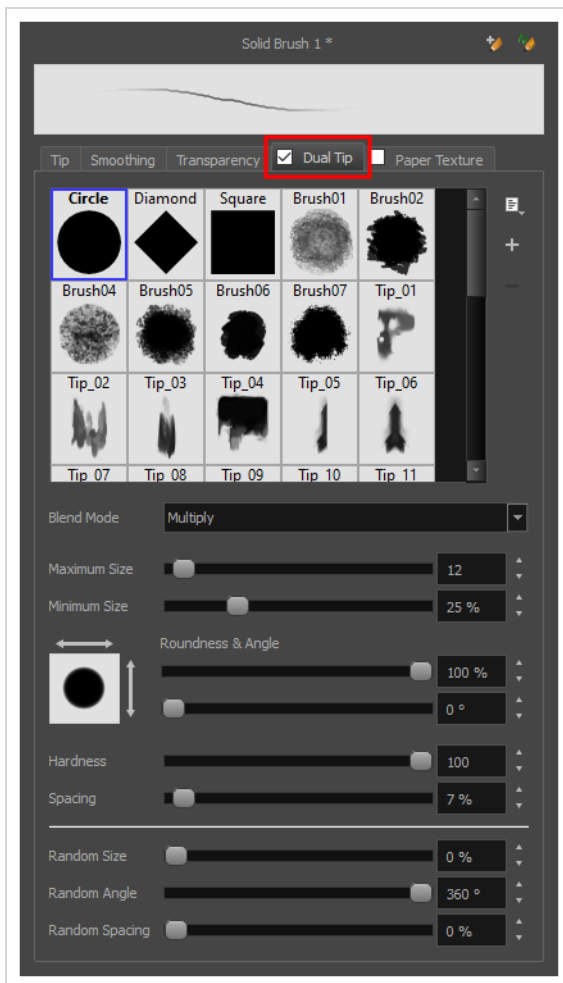 Solid Brush 1 *
Tip Smoothing Transparency Dual Tip Paper Texture
Circle Diamond Square Brush01 Brush02
Brush04 Brush05 Brush06 Brush07 Tip_01
Tip_02 Tip_03 Tip_04 Tip_05 Tip_06
Tip_07 Tip_08 Tip_09 Tip_10 Tip_11
Blend Mode Multiply
Maximum Size 12
Minimum Size 25 %
Roundness & Angle
100 %
0 °
Hardness 100
Spacing 7 %
Random Size 0 %
Random Angle 360 °
Random Spacing 0 %